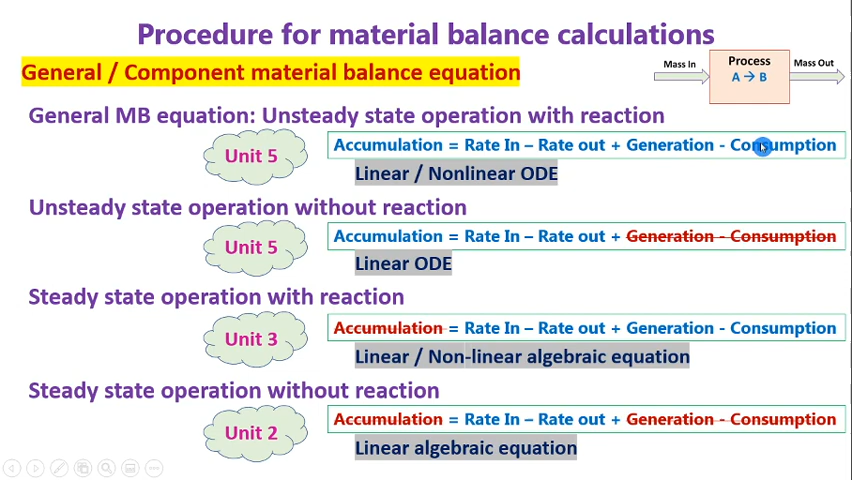 Procedure for material balance calculations
General / Component material balance equation
Mass In
Process
A → B
Mass Out
General MB equation: Unsteady state operation with reaction
Unit 5
Accumulation = Rate In – Rate out + Generation - Consumption
Linear / Nonlinear ODE
Unsteady state operation without reaction
Unit 5
Accumulation = Rate In – Rate out + Generation - Consumption
Linear ODE
Steady state operation with reaction
Unit 3
Accumulation = Rate In – Rate out + Generation - Consumption
Linear / Non-linear algebraic equation
Steady state operation without reaction
Unit 2
Accumulation = Rate In – Rate out + Generation - Consumption
Linear algebraic equation